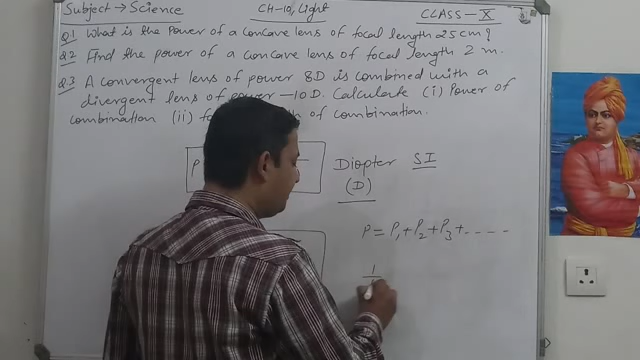 Subject → Science CH-10, Light CLASS - X
Q.1 What is the power of a concave lens of focal length 25cm?
Q.2 Find the power of a concave lens of focal length 2 m.
Q.3 A convergent lens of power 8D is combined with a
divergent lens of power -10D. Calculate (i) Power of
combination (ii) of combination.
P Diopter SI
(D)
P = P1 + P2 + P3 + - - - -
1